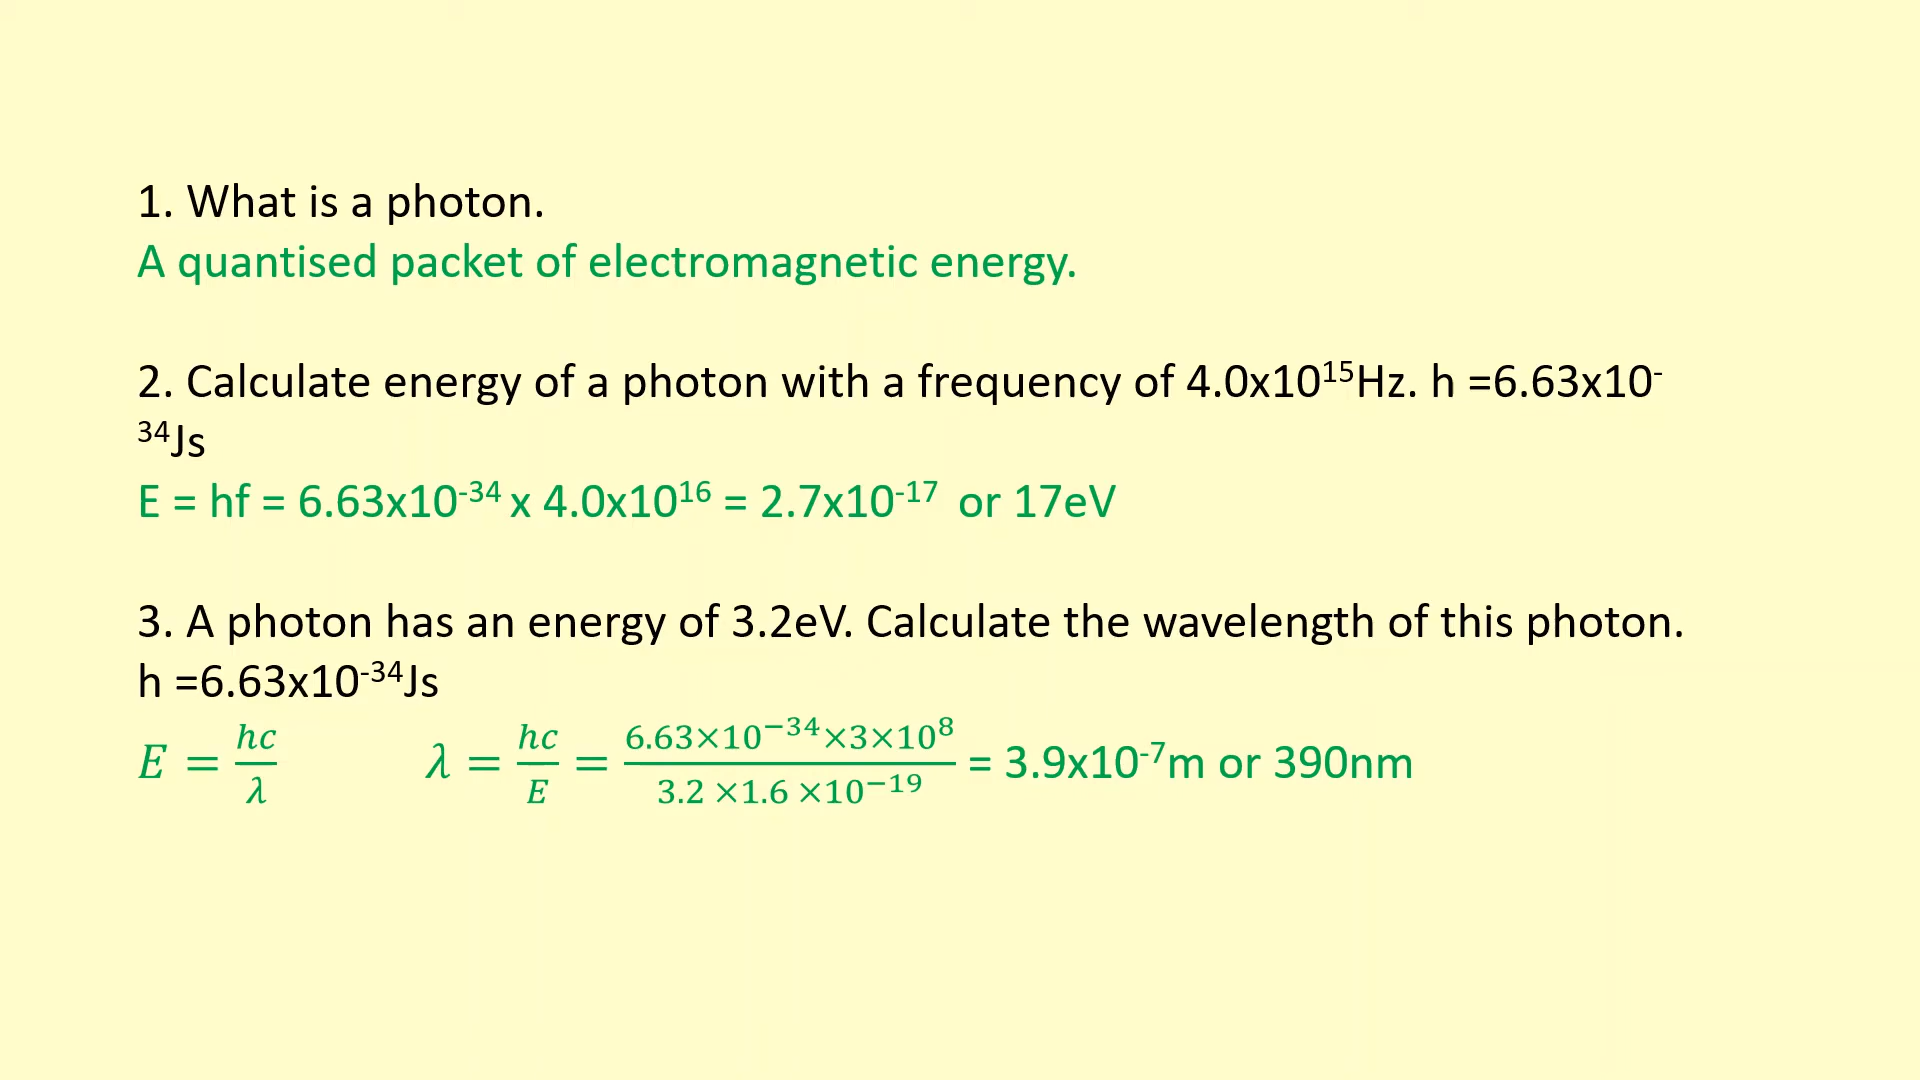 1. What is a photon.
A quantised packet of electromagnetic energy.
2. Calculate energy of a photon with a frequency of 4.0x10¹⁵Hz. h =6.63x10⁻
³⁴Js
E = hf = 6.63x10⁻³⁴ x 4.0x10¹⁶ = 2.7x10⁻¹⁷ or 17eV
3. A photon has an energy of 3.2eV. Calculate the wavelength of this photon.
h =6.63x10⁻³⁴Js
E = hc/λ λ = hc/E = 6.63×10⁻³⁴×3×10⁸/3.2 ×1.6 ×10⁻¹⁹ = 3.9x10⁻⁷m or 390nm